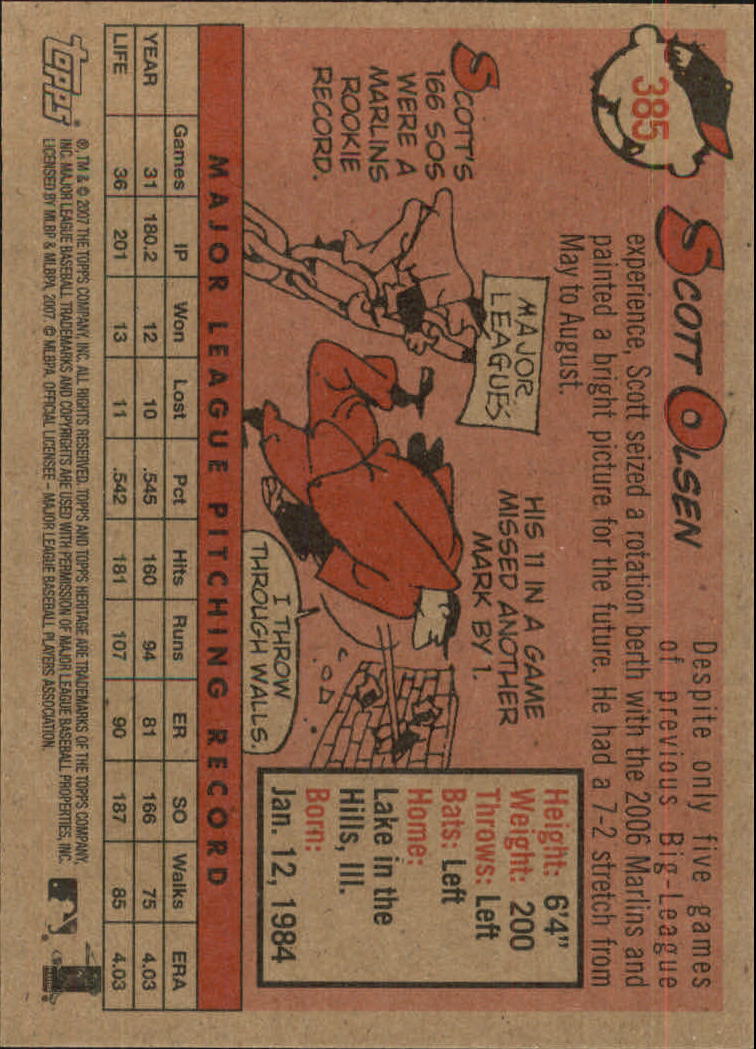 385
SCOTT OLSEN
Despite only five games
of previous Big-League
experience, Scott seized a rotation berth with the 2006 Marlins and
painted a bright picture for the future. He had a 7-2 stretch from
May to August.
SCOTT'S
166 SOS
WERE A
MARLINS
ROOKIE
RECORD.
MAJOR
LEAGUES
HIS 11 IN A GAME
MISSED ANOTHER
MARK BY 1.
I THROW
THROUGH WALLS.
Height: 6'4"
Weight: 200
Throws: Left
Bats: Left
Home:
Lake in the
Hills, Ill.
Born:
Jan. 12, 1984
MAJOR LEAGUE PITCHING RECORD
Games IP Won Lost Pct Hits Runs ER SO Walks ERA
YEAR 31 180.2 12 10 .545 160 94 81 166 75 4.03
LIFE 36 201 13 11 .542 181 107 90 187 85 4.03
topps®
®, TM & © 2007 THE TOPPS COMPANY, INC. ALL RIGHTS RESERVED. TOPPS AND TOPPS HERITAGE ARE TRADEMARKS OF THE TOPPS COMPANY,
INC. MAJOR LEAGUE BASEBALL TRADEMARKS AND COPYRIGHTS ARE USED WITH PERMISSION OF MAJOR LEAGUE BASEBALL PROPERTIES, INC.
LICENSED BY MLBP & MLBPA, 2007. © MLBPA. OFFICIAL LICENSEE – MAJOR LEAGUE BASEBALL PLAYERS ASSOCIATION.